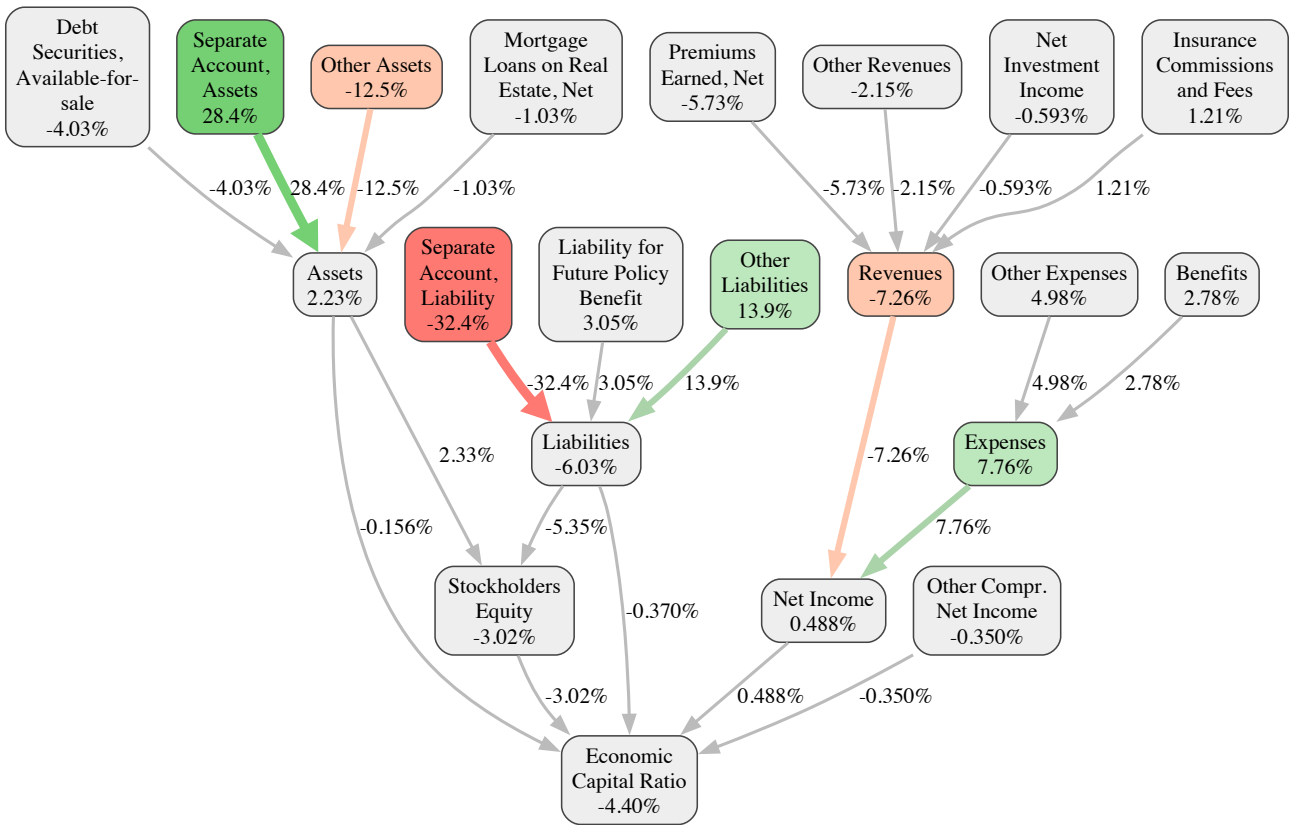 Debt
Securities,
Available-for-
sale
-4.03%
Separate
Account,
Assets
28.4%
Other Assets
-12.5%
Mortgage
Loans on Real
Estate, Net
-1.03%
Premiums
Earned, Net
-5.73%
Other Revenues
-2.15%
Net
Investment
Income
-0.593%
Insurance
Commissions
and Fees
1.21%
-4.03%
28.4%
-12.5%
-1.03%
-5.73%
-2.15%
-0.593%
1.21%
Assets
2.23%
Separate
Account,
Liability
-32.4%
Liability for
Future Policy
Benefit
3.05%
Other
Liabilities
13.9%
Revenues
-7.26%
Other Expenses
4.98%
Benefits
2.78%
-32.4%
3.05%
13.9%
4.98%
2.78%
2.33%
Liabilities
-6.03%
-7.26%
Expenses
7.76%
-0.156%
-5.35%
7.76%
Stockholders
Equity
-3.02%
-0.370%
Net Income
0.488%
Other Compr.
Net Income
-0.350%
-3.02%
0.488%
-0.350%
Economic
Capital Ratio
-4.40%